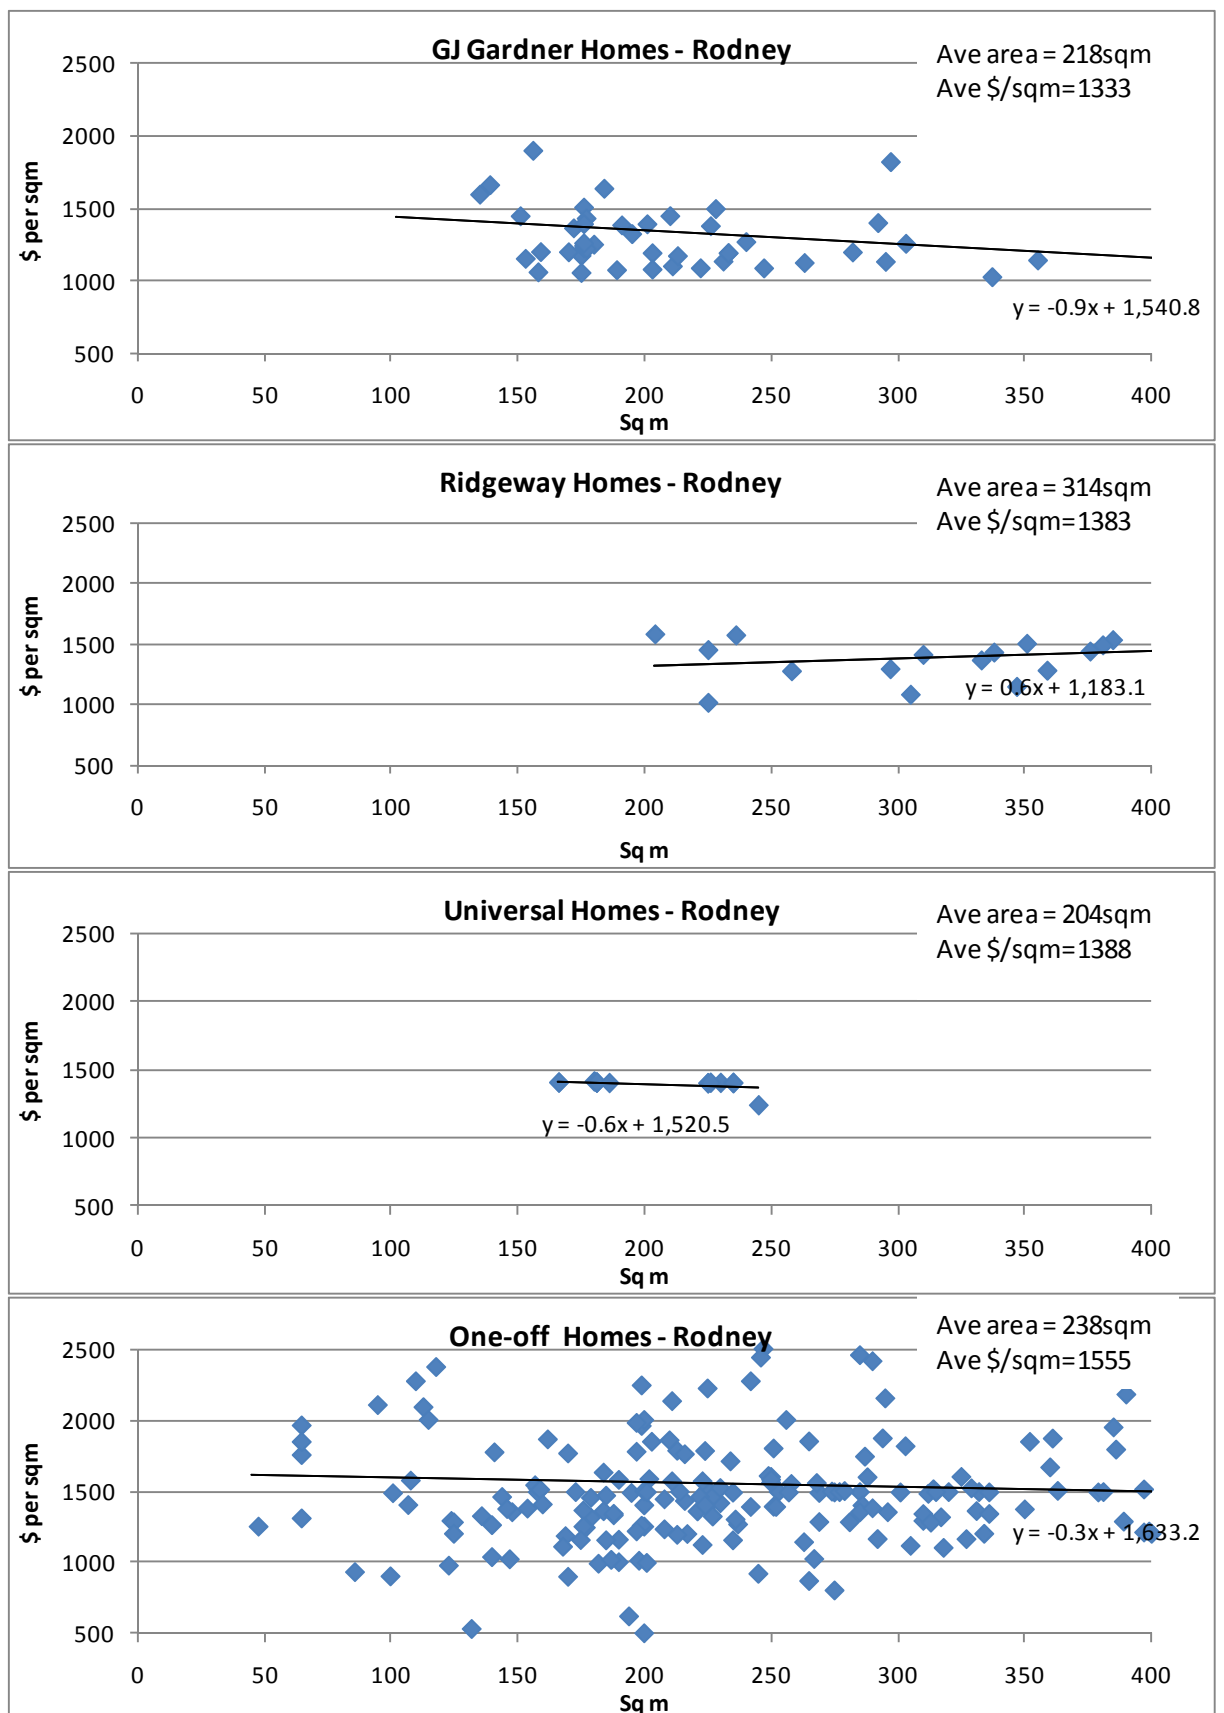 GJ Gardner Homes - Rodney
Ave area = 218sqm
Ave $/sqm=1333
2500
2000
1500
1000
500
$ per sqm
y = -0.9x + 1,540.8
0 50 100 150 200 250 300 350 400
Sq m
Ridgeway Homes - Rodney
Ave area = 314sqm
Ave $/sqm=1383
2500
2000
1500
1000
500
$ per sqm
y = 0.6x + 1,183.1
0 50 100 150 200 250 300 350 400
Sq m
Universal Homes - Rodney
Ave area = 204sqm
Ave $/sqm=1388
2500
2000
1500
1000
500
$ per sqm
y = -0.6x + 1,520.5
0 50 100 150 200 250 300 350 400
Sq m
One-off Homes - Rodney
Ave area = 238sqm
Ave $/sqm=1555
2500
2000
1500
1000
500
$ per sqm
y = -0.3x + 1,633.2
0 50 100 150 200 250 300 350 400
Sq m